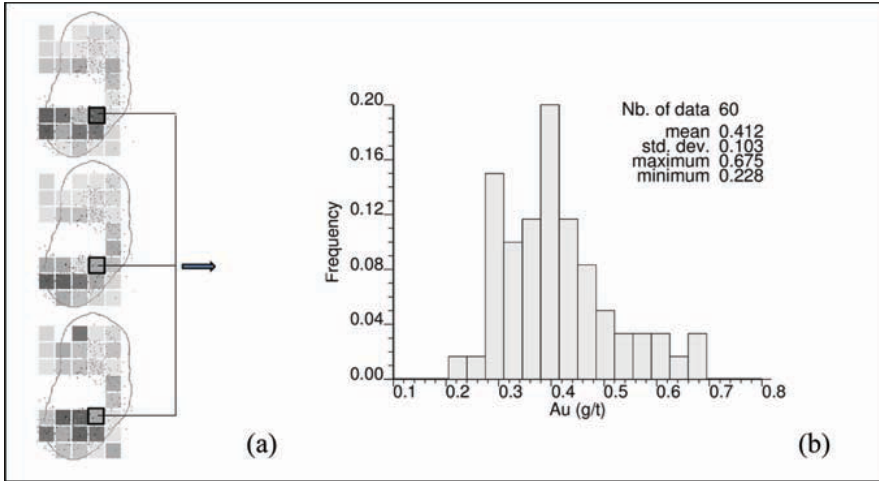 Nb. of data 60
mean 0.412
std. dev. 0.103
maximum 0.675
minimum 0.228
0.20
0.16
0.12
0.08
0.04
0.00
Frequency
0.1 0.2 0.3 0.4 0.5 0.6 0.7 0.8
Au (g/t)
(a)
(b)